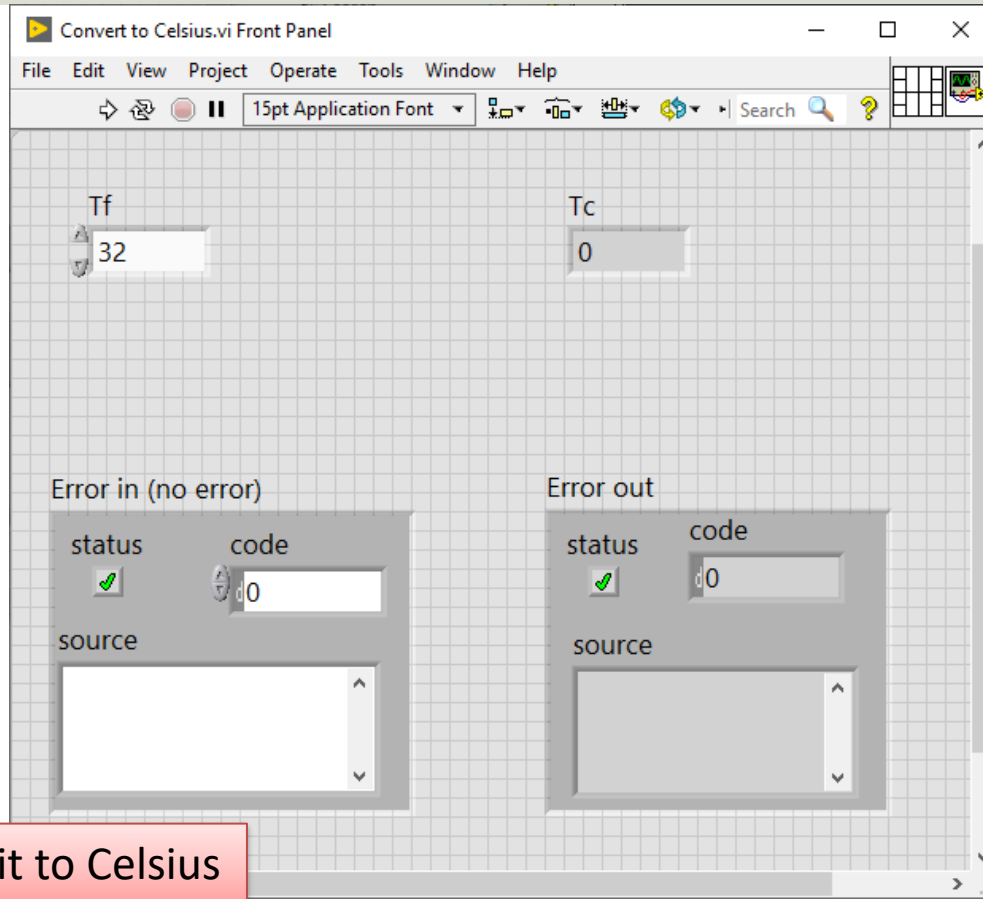 Convert to Celsius.vi Front Panel
File Edit View Project Operate Tools Window Help
15pt Application Font Search
Tf Tc
32 0
Error in (no error) Error out
status code status code
d 0 d 0
source source
it to Celsius